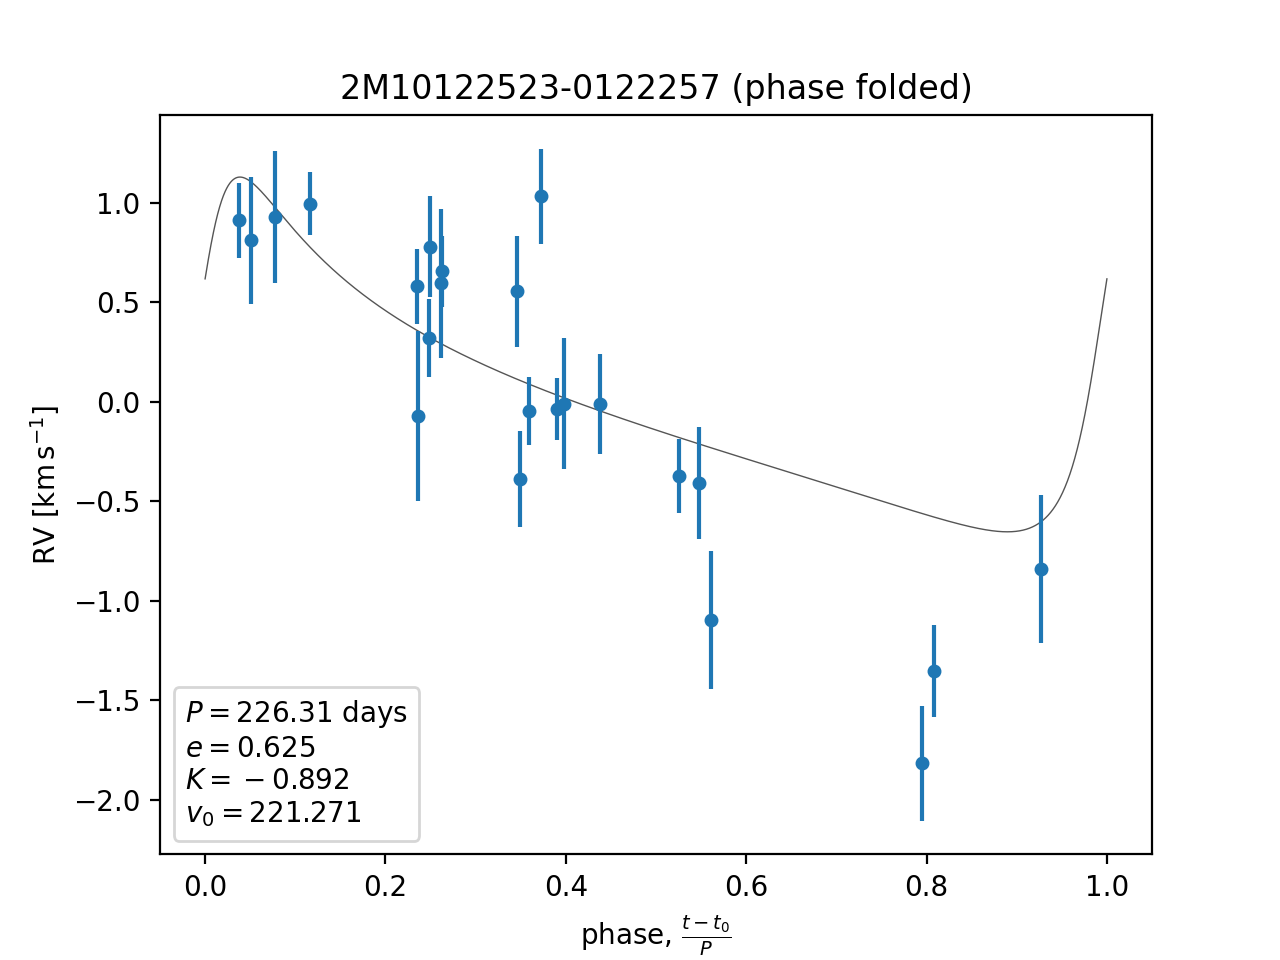 2M10122523-0122257 (phase folded)
RV [km s⁻¹]
1.0
0.5
0.0
−0.5
−1.0
−1.5
−2.0
P = 226.31 days
e = 0.625
K = −0.892
v₀ = 221.271
0.0 0.2 0.4 0.6 0.8 1.0
phase, (t − t₀)/P